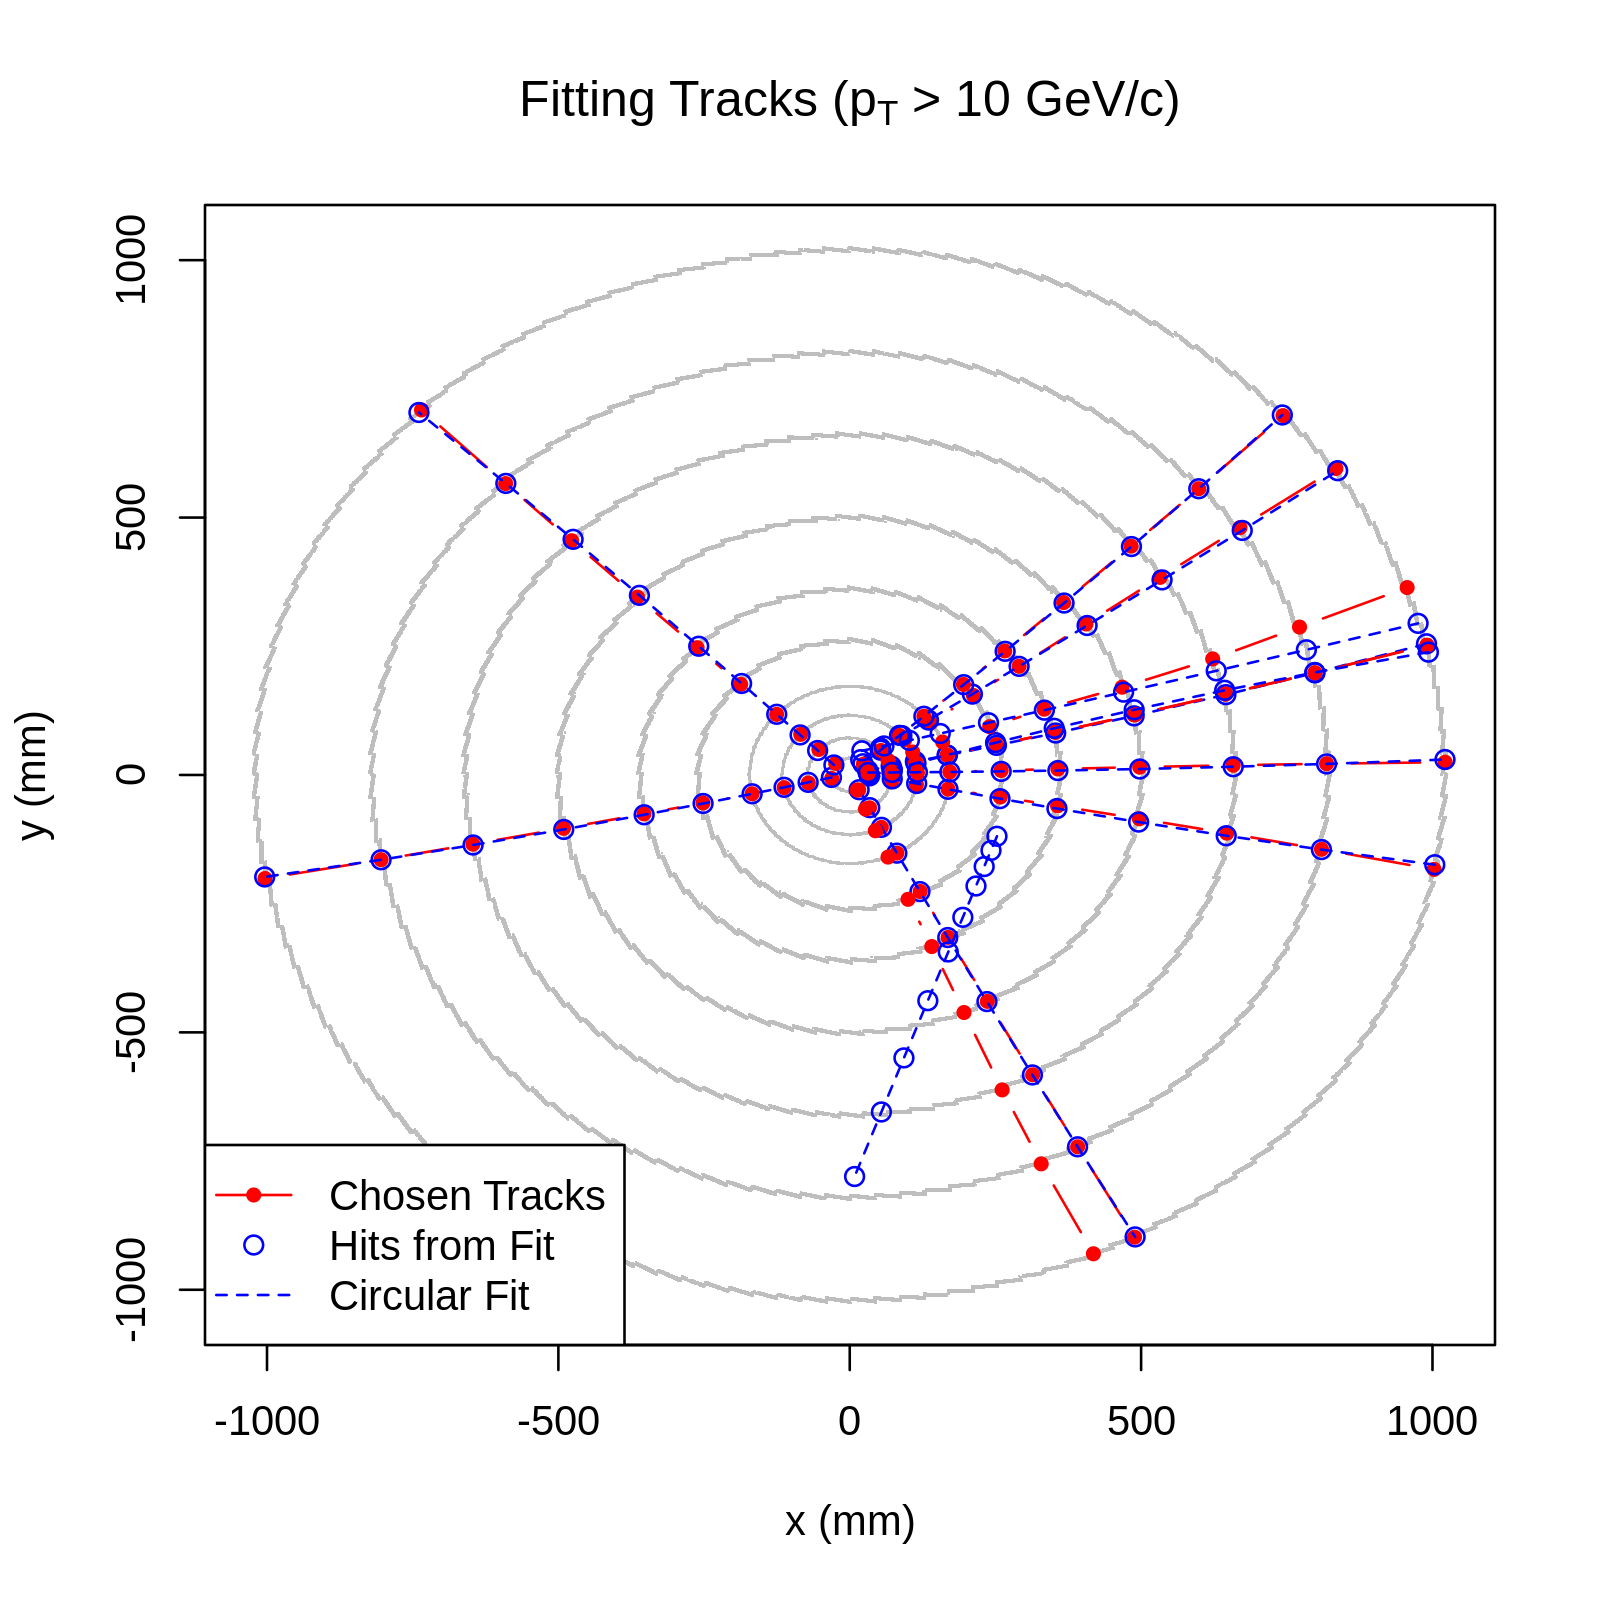 Fitting Tracks (pT > 10 GeV/c)
1000
500
0
-500
-1000
y (mm)
Chosen Tracks
Hits from Fit
Circular Fit
-1000 -500 0 500 1000
x (mm)